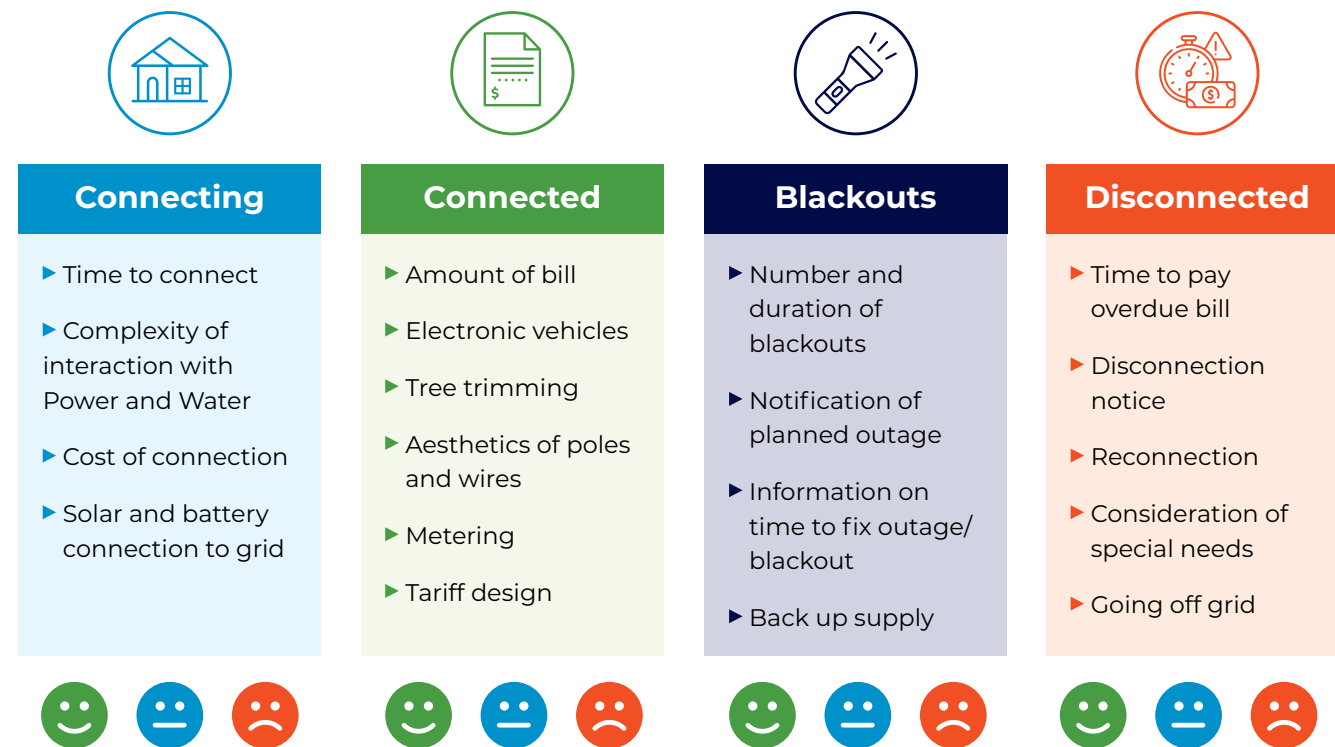 Connecting
Time to connect
Complexity of
interaction with
Power and Water
Cost of connection
Solar and battery
connection to grid
$
Connected
Amount of bill
Electronic vehicles
Tree trimming
Aesthetics of poles
and wires
Metering
Tariff design
Blackouts
Number and
duration of
blackouts
Notification of
planned outage
Information on
time to fix outage/
blackout
Back up supply
!
$
Disconnected
Time to pay
overdue bill
Disconnection
notice
Reconnection
Consideration of
special needs
Going off grid